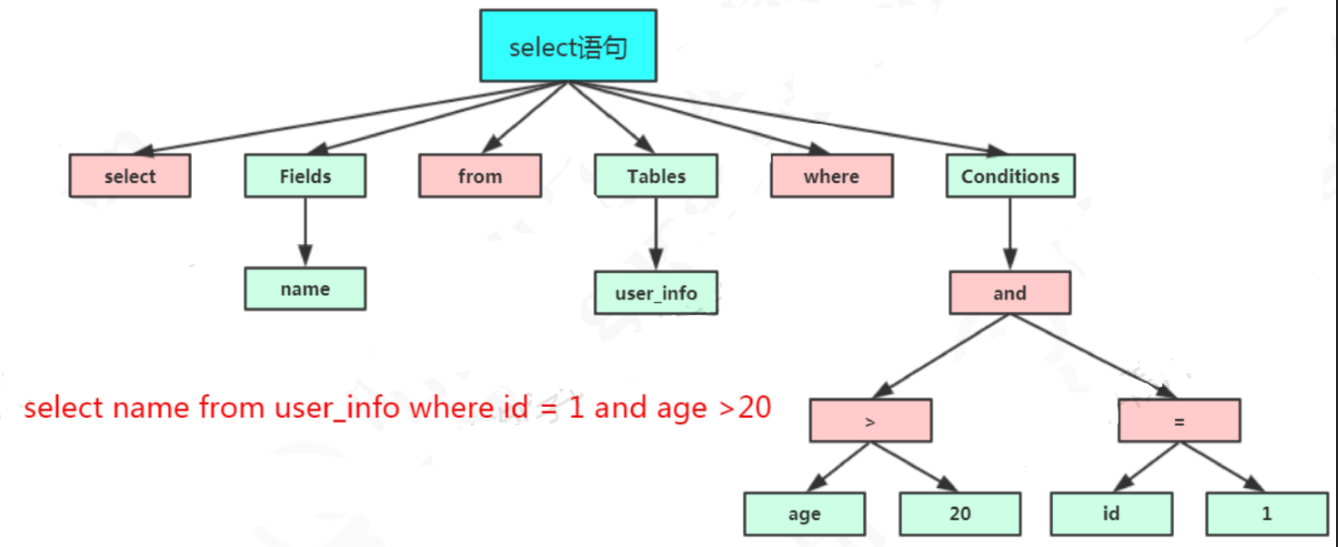 select语句
select
Fields
from
Tables
where
Conditions
name
user_info
and
select name from user_info where id = 1 and age >20
>
=
age
20
id
1